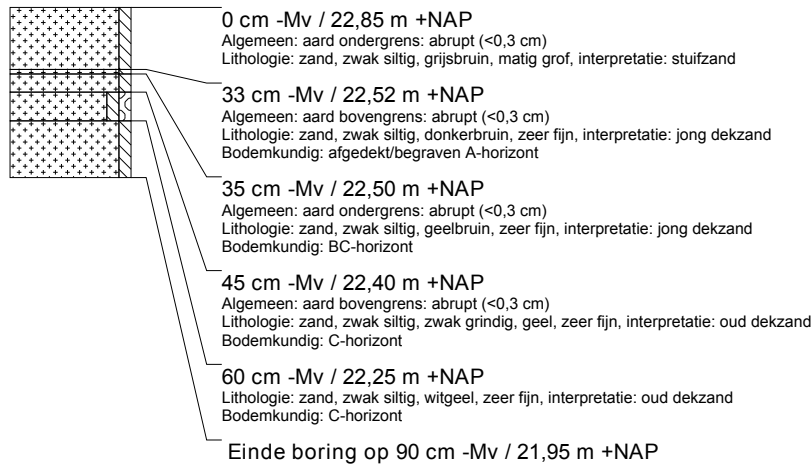 0 cm -Mv / 22,85 m +NAP
Algemeen: aard ondergrens: abrupt (<0,3 cm)
Lithologie: zand, zwak siltig, grijsbruin, matig grof, interpretatie: stuifzand
33 cm -Mv / 22,52 m +NAP
Algemeen: aard bovengrens: abrupt (<0,3 cm)
Lithologie: zand, zwak siltig, donkerbruin, zeer fijn, interpretatie: jong dekzand
Bodemkundig: afgedekt/begraven A-horizont
35 cm -Mv / 22,50 m +NAP
Algemeen: aard ondergrens: abrupt (<0,3 cm)
Lithologie: zand, zwak siltig, geelbruin, zeer fijn, interpretatie: jong dekzand
Bodemkundig: BC-horizont
45 cm -Mv / 22,40 m +NAP
Algemeen: aard bovengrens: abrupt (<0,3 cm)
Lithologie: zand, zwak siltig, zwak grindig, geel, zeer fijn, interpretatie: oud dekzand
Bodemkundig: C-horizont
60 cm -Mv / 22,25 m +NAP
Lithologie: zand, zwak siltig, witgeel, zeer fijn, interpretatie: oud dekzand
Bodemkundig: C-horizont
Einde boring op 90 cm -Mv / 21,95 m +NAP